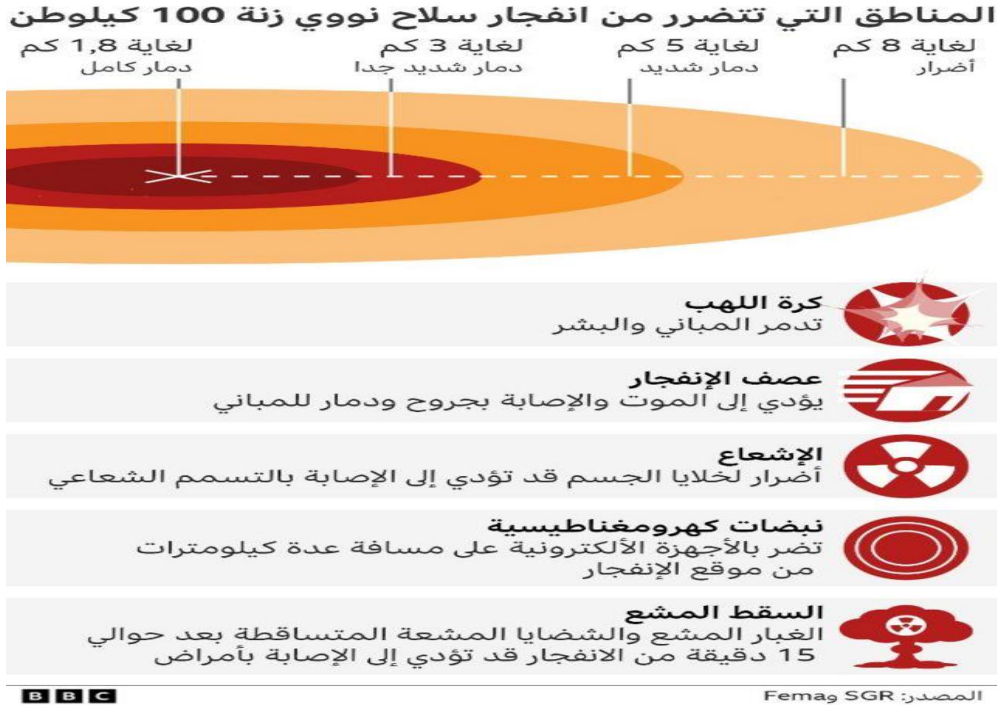 المناطق التي تتضرر من انفجار سلاح نووي زنة 100 كيلوطن
لغاية 8 كم
أضرار
لغاية 5 كم
دمار شديد
لغاية 3 كم
دمار شديد جدا
لغاية 1,8 كم
دمار كامل
كرة اللهب
تدمر المباني والبشر
عصف الإنفجار
يؤدي إلى الموت والإصابة بجروح ودمار للمباني
الإشعاع
أضرار لخلايا الجسم قد تؤدي إلى الإصابة بالتسمم الشعاعي
نبضات كهرومغناطيسية
تضر بالأجهزة الألكترونية على مسافة عدة كيلومترات
من موقع الإنفجار
السقط المشع
الغبار المشع والشضايا المشعة المتساقطة بعد حوالي
15 دقيقة من الانفجار قد تؤدي إلى الإصابة بأمراض
المصدر: SGR وFema
BBC